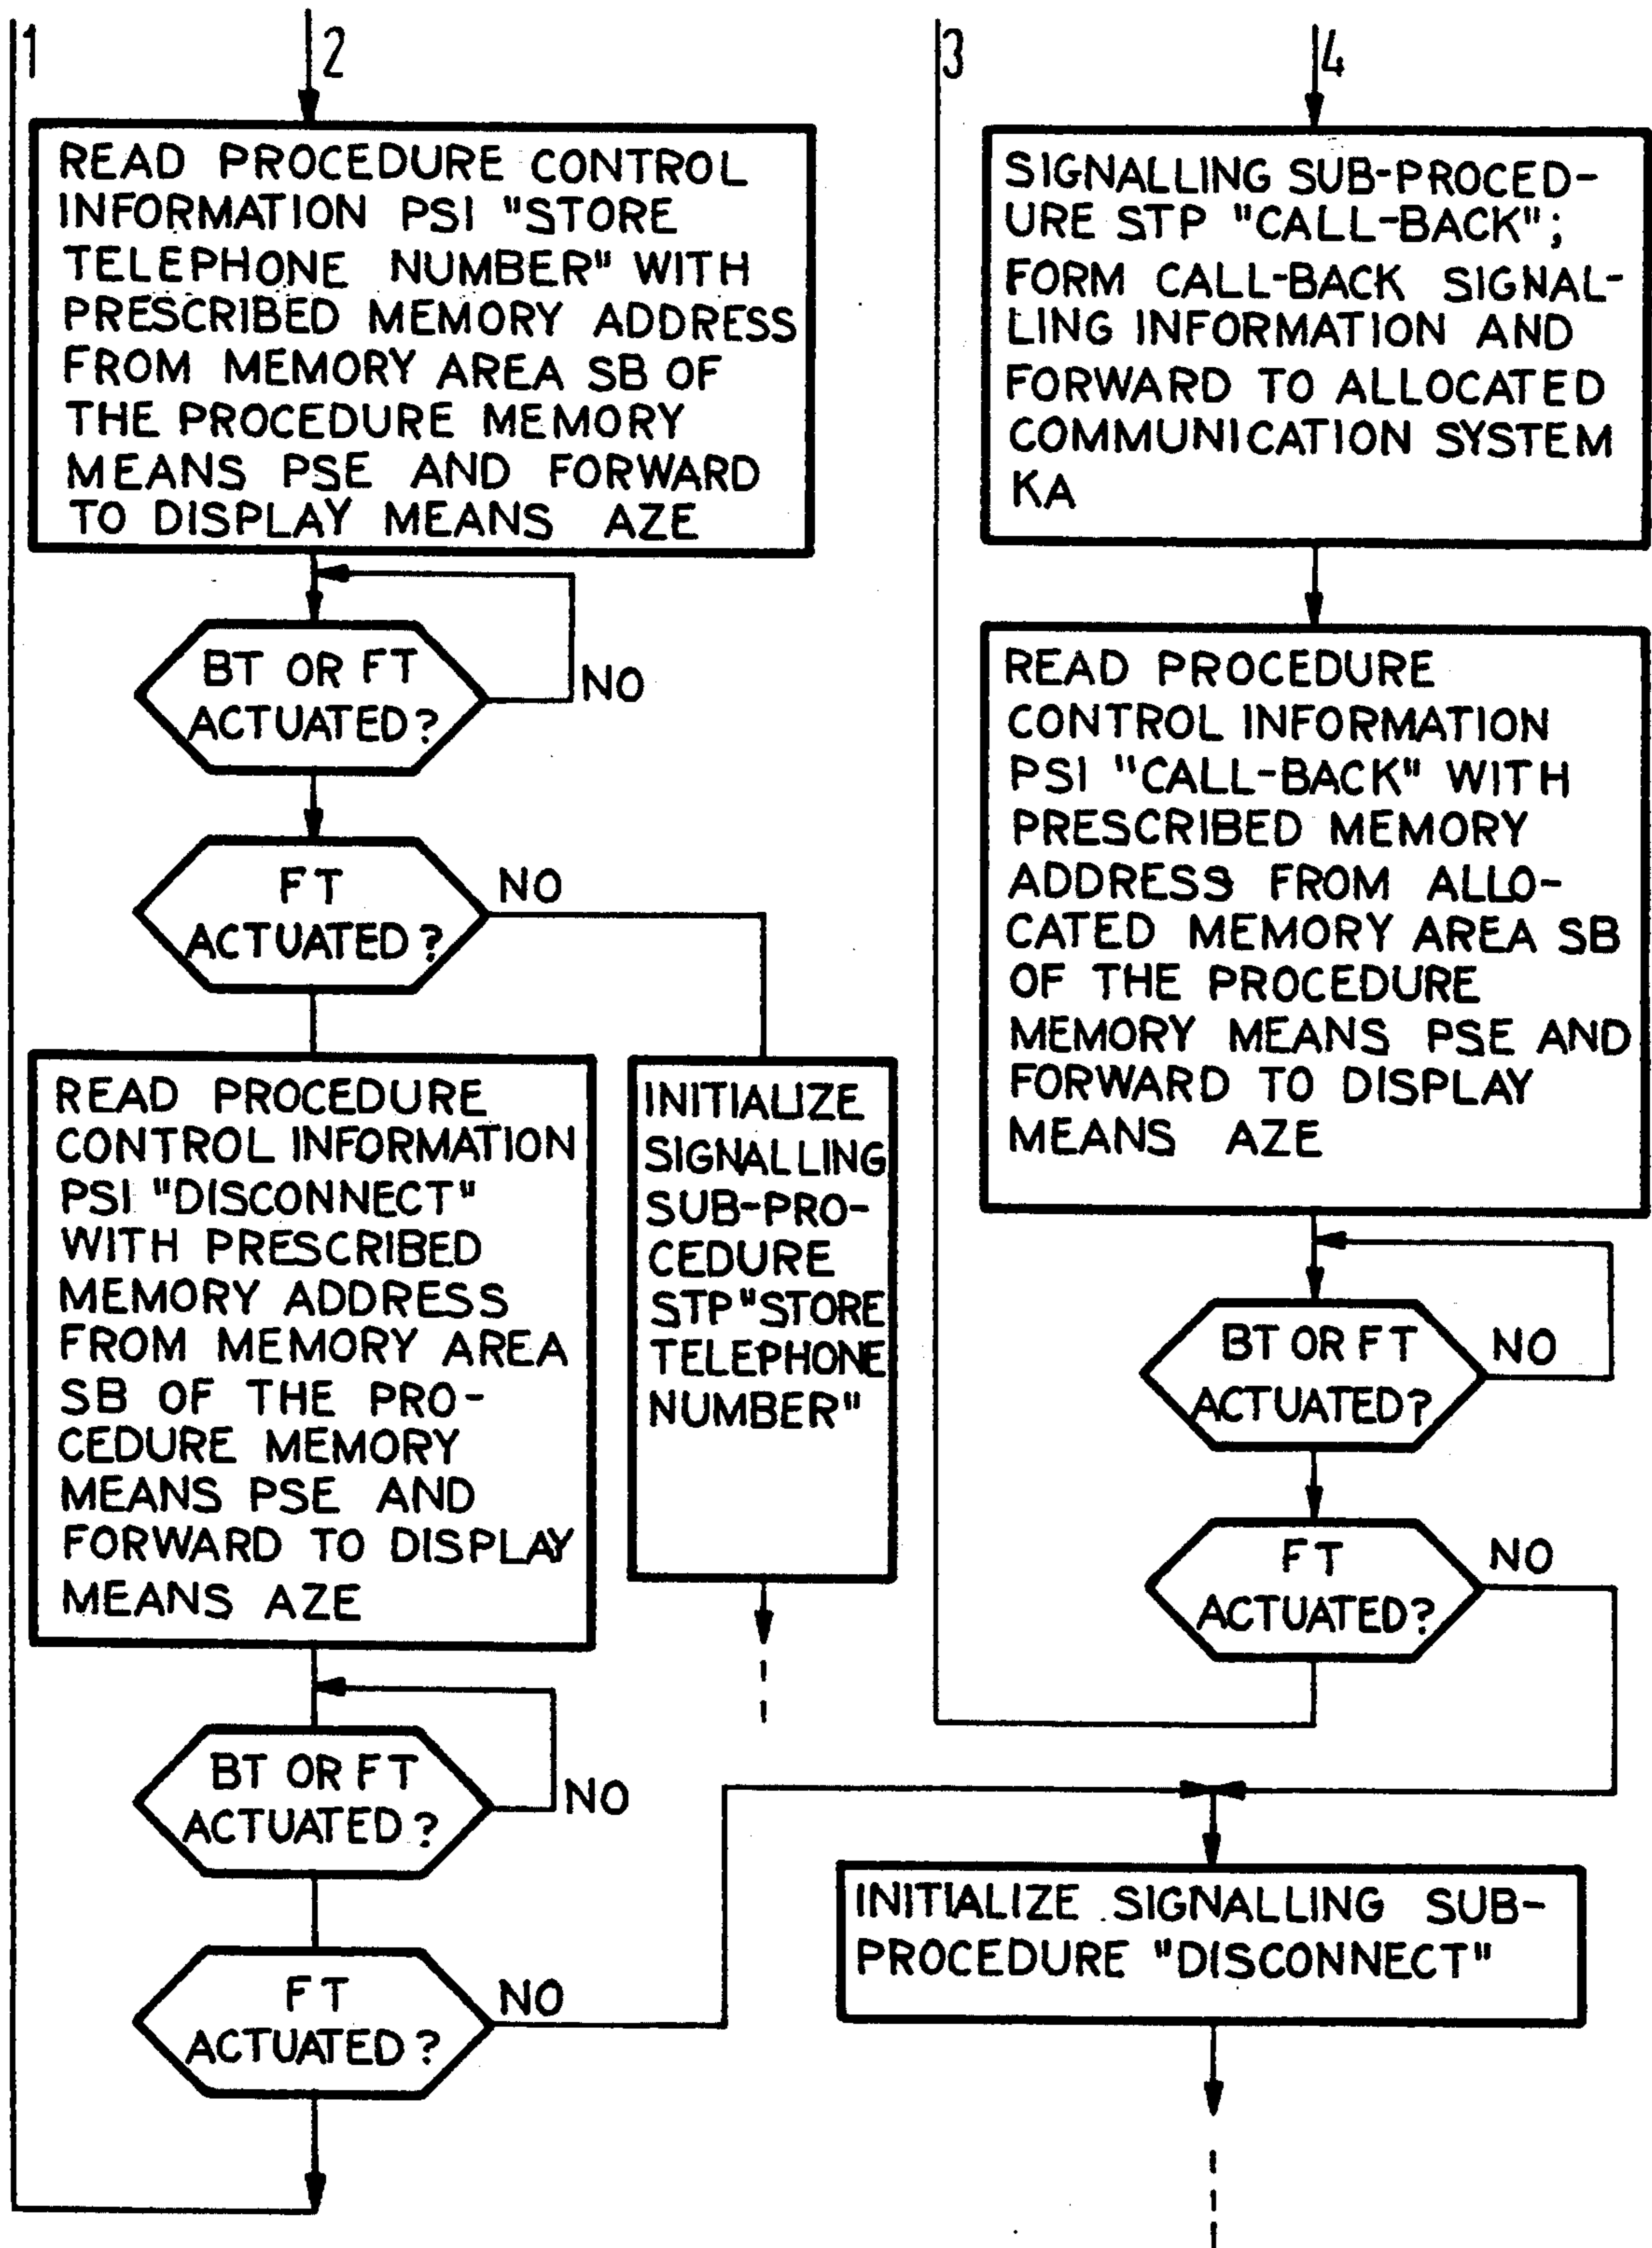 1
2
READ PROCEDURE CONTROL
INFORMATION PSI "STORE
TELEPHONE NUMBER" WITH
PRESCRIBED MEMORY ADDRESS
FROM MEMORY AREA SB OF
THE PROCEDURE MEMORY
MEANS PSE AND FORWARD
TO DISPLAY MEANS AZE
BT OR FT
ACTUATED?
NO
FT
ACTUATED?
NO
READ PROCEDURE
CONTROL INFORMATION
PSI "DISCONNECT"
WITH PRESCRIBED
MEMORY ADDRESS
FROM MEMORY AREA
SB OF THE PRO-
CEDURE MEMORY
MEANS PSE AND
FORWARD TO DISPLAY
MEANS AZE
INITIALIZE
SIGNALLING
SUB-PRO-
CEDURE
STP "STORE
TELEPHONE
NUMBER"
BT OR FT
ACTUATED?
NO
FT
ACTUATED?
NO
3
4
SIGNALLING SUB-PROCED-
URE STP "CALL-BACK";
FORM CALL-BACK SIGNAL-
LING INFORMATION AND
FORWARD TO ALLOCATED
COMMUNICATION SYSTEM
KA
READ PROCEDURE
CONTROL INFORMATION
PSI "CALL-BACK" WITH
PRESCRIBED MEMORY
ADDRESS FROM ALLO-
CATED MEMORY AREA SB
OF THE PROCEDURE
MEMORY MEANS PSE AND
FORWARD TO DISPLAY
MEANS AZE
BT OR FT
ACTUATED?
NO
FT
ACTUATED?
NO
INITIALIZE SIGNALLING SUB-
PROCEDURE "DISCONNECT"